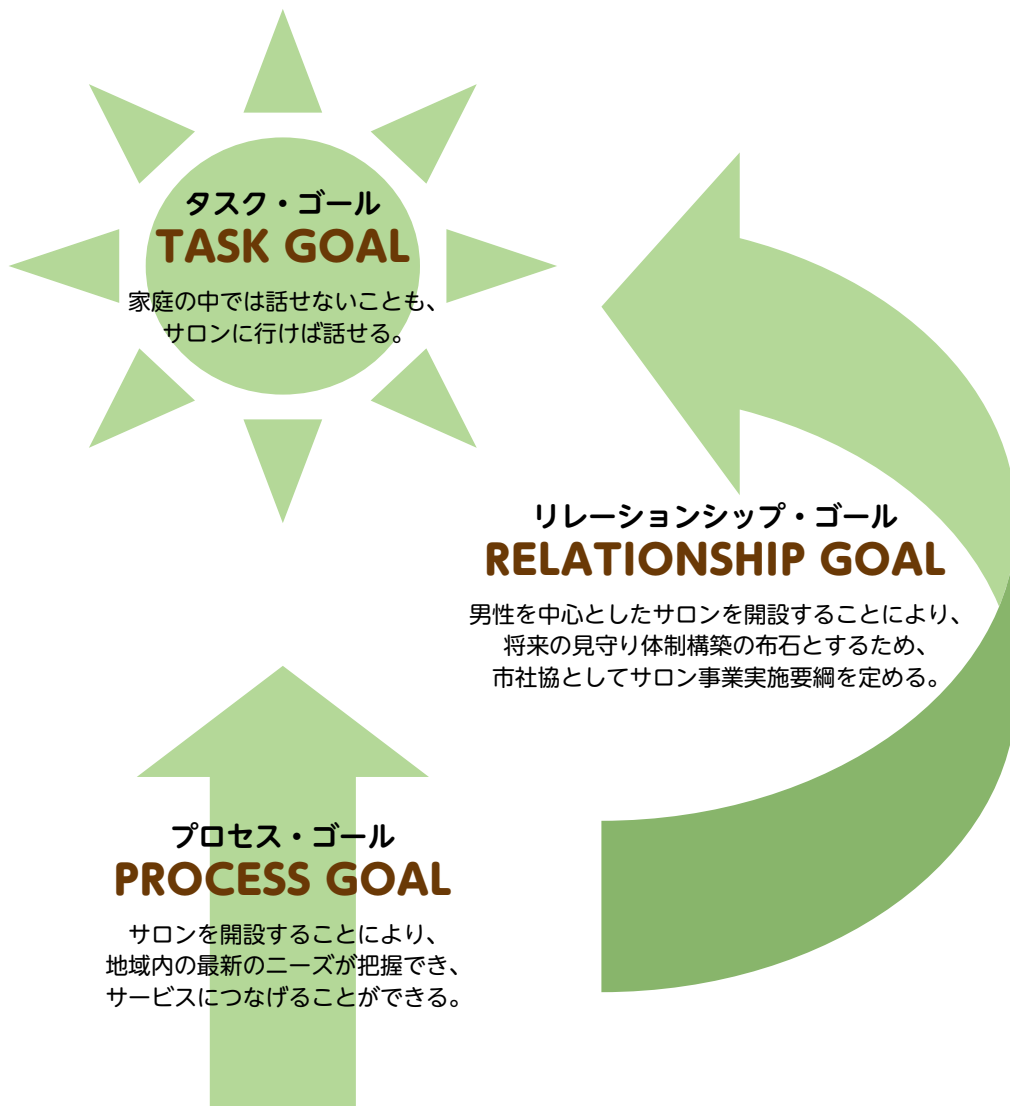 タスク・ゴール
TASK GOAL
家庭の中では話せないことも、
サロンに行けば話せる。
リレーションシップ・ゴール
RELATIONSHIP GOAL
男性を中心としたサロンを開設することにより、
将来の見守り体制構築の布石とするため、
市社協としてサロン事業実施要綱を定める。
プロセス・ゴール
PROCESS GOAL
サロンを開設することにより、
地域内の最新のニーズが把握でき、
サービスにつなげることができる。